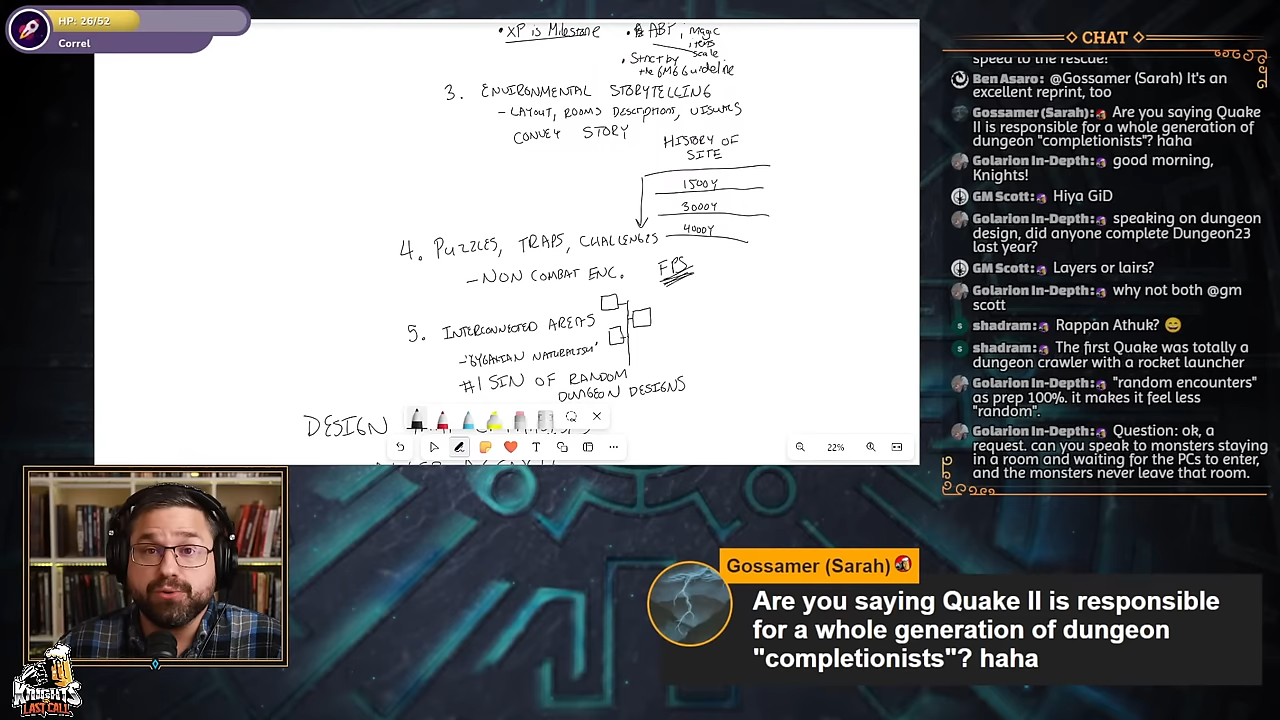 HP: 26/52
Correl
• XP is Milestone
• ABP, Magic
items
scale
• Strict by
the GMG Guideline
3. ENVIRONMENTAL STORYTELLING
- LAYOUT, ROOMS DESCRIPTIONS, VISUALS
CONVEY STORY
HISTORY OF
SITE
1500Y
3000Y
4000Y
4. PUZZLES, TRAPS, CHALLENGES
- NON COMBAT ENC.
FPS
5. INTERCONNECTED AREAS
- "GYGAXIAN NATURALISM"
#1 SIN OF RANDOM
DUNGEON DESIGNS
DESIGN
22%
CHAT
speed to the rescue!
Ben Asaro: @Gossamer (Sarah) It's an
excellent reprint, too
Gossamer (Sarah): Are you saying Quake
II is responsible for a whole generation of
dungeon "completionists"? haha
Golarion In-Depth: good morning,
Knights!
GM Scott: Hiya GiD
Golarion In-Depth: speaking on dungeon
design, did anyone complete Dungeon23
last year?
GM Scott: Layers or lairs?
Golarion In-Depth: why not both @gm
scott
shadram: Rappan Athuk? 😄
shadram: The first Quake was totally a
dungeon crawler with a rocket launcher
Golarion In-Depth: "random encounters"
as prep 100%. it makes it feel less
"random".
Golarion In-Depth: Question: ok, a
request. can you speak to monsters staying
in a room and waiting for the PCs to enter,
and the monsters never leave that room.
Gossamer (Sarah)
Are you saying Quake II is responsible
for a whole generation of dungeon
"completionists"? haha
KNIGHTS
LAST CALL